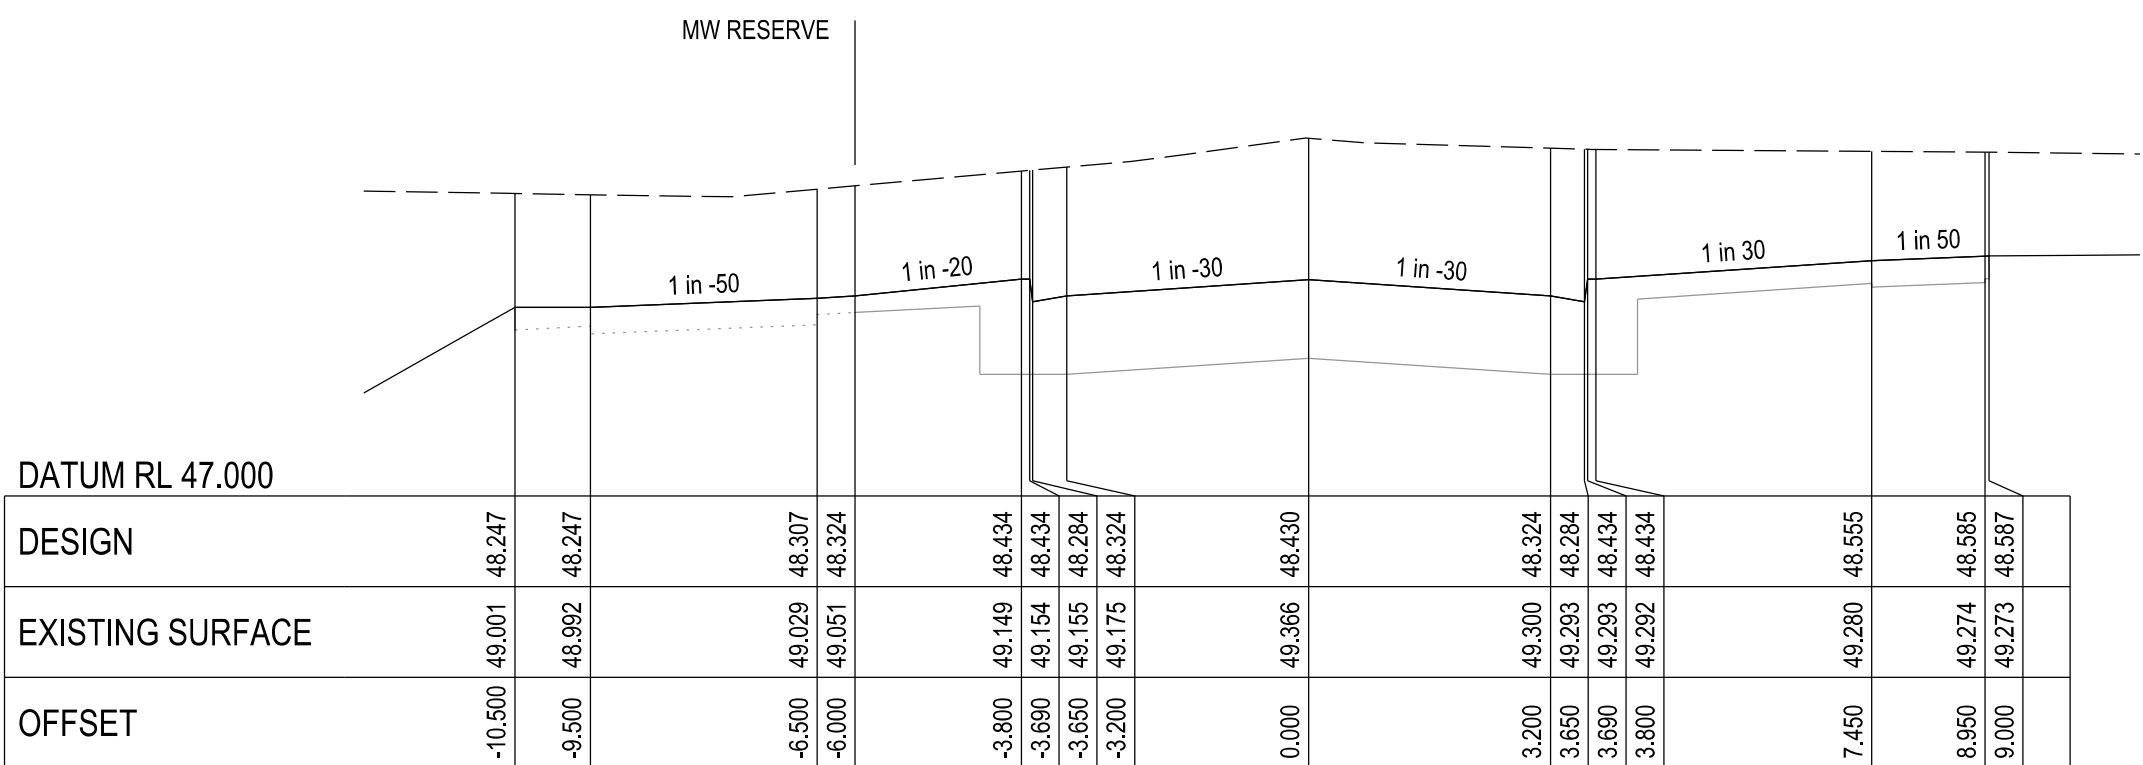 MW RESERVE
1 in -50
1 in -20
1 in -30
1 in -30
1 in 30
1 in 50
DATUM RL 47.000
DESIGN 48.247 48.247 48.307 48.324 48.434 48.434 48.284 48.324 48.430 48.324 48.284 48.434 48.434 48.555 48.585 48.587
EXISTING SURFACE 49.001 48.992 49.029 49.051 49.149 49.154 49.155 49.175 49.366 49.300 49.293 49.293 49.292 49.280 49.274 49.273
OFFSET -10.500 -9.500 -6.500 -6.000 -3.800 -3.690 -3.650 -3.200 0.000 3.200 3.650 3.690 3.800 7.450 8.950 9.000